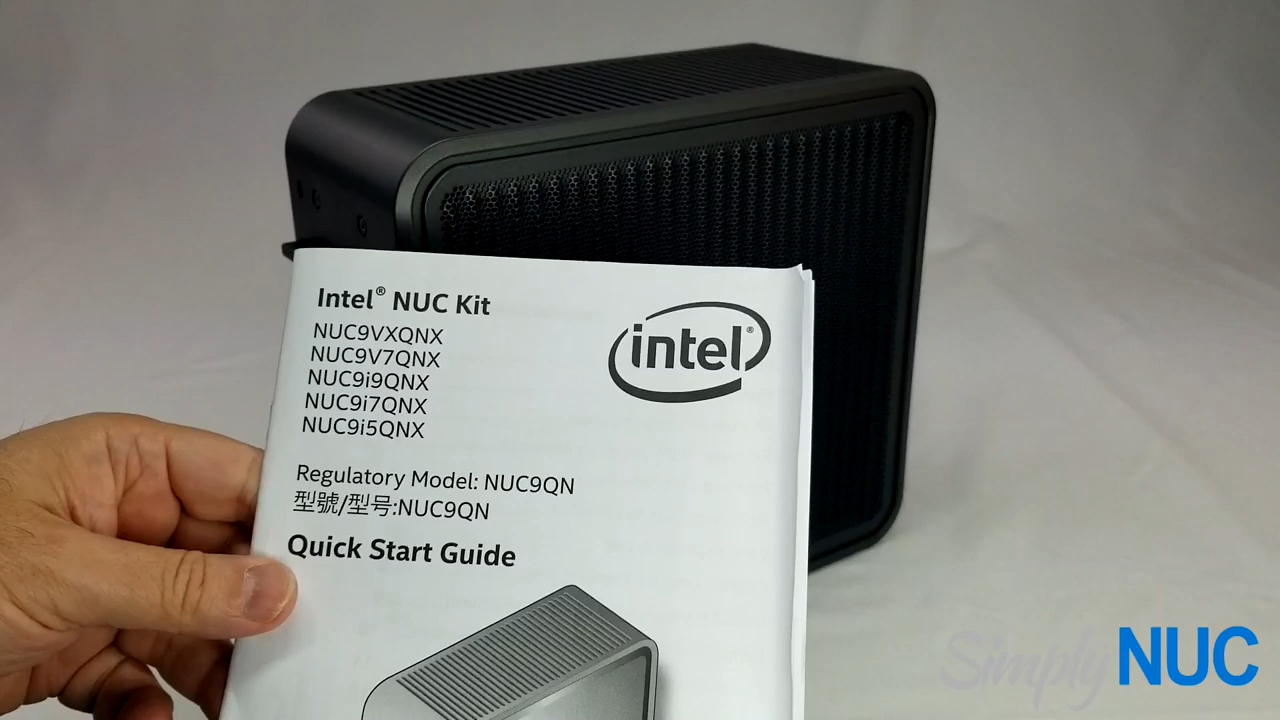 Intel® NUC Kit
NUC9VXQNX
NUC9V7QNX
NUC9i9QNX
NUC9i7QNX
NUC9i5QNX
intel®
Regulatory Model: NUC9QN
型號/型号:NUC9QN
Quick Start Guide
Simply NUC